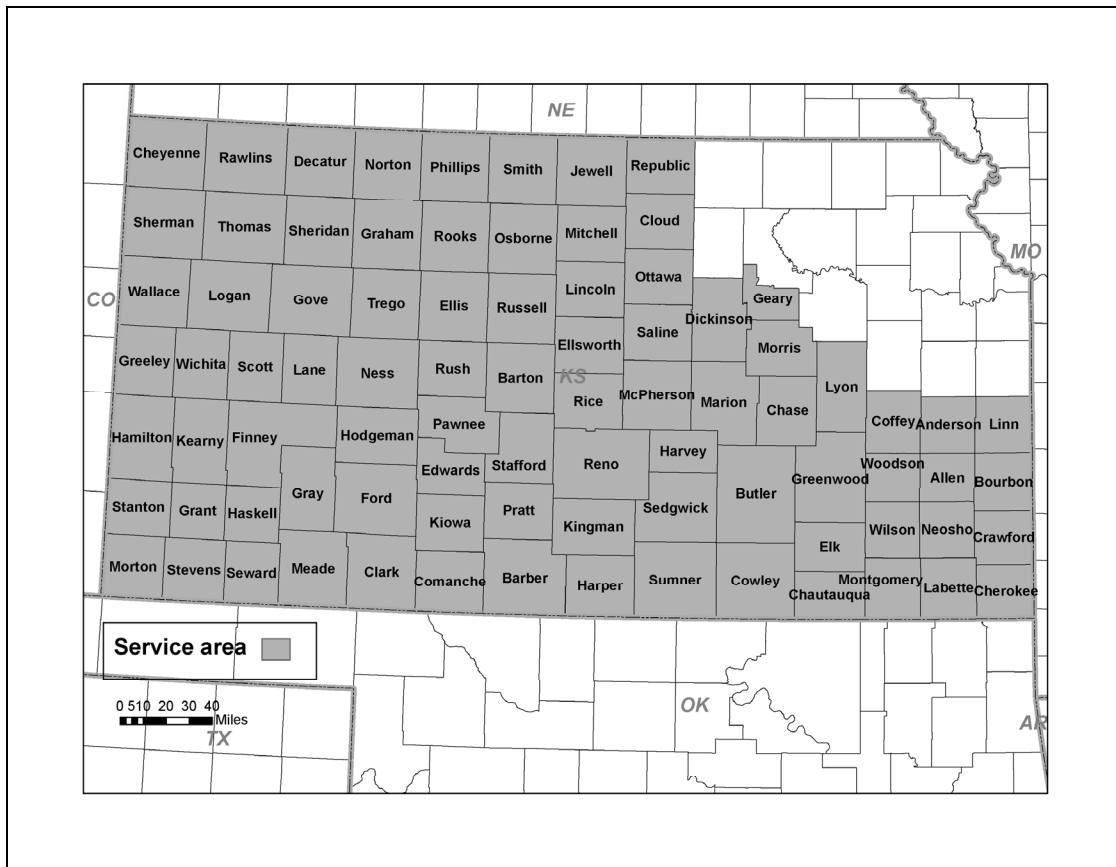 NE
Cheyenne Rawlins Decatur Norton Phillips Smith Jewell Republic
Sherman Thomas Sheridan Graham Rooks Osborne Mitchell Cloud
MO
CO Wallace Logan Gove Trego Ellis Russell Lincoln Ottawa
Geary
Dickinson
Saline
Ellsworth
Morris
Greeley Wichita Scott Lane Ness Rush Barton KS
Rice McPherson Marion Chase Lyon
Hamilton Kearny Finney Hodgeman Pawnee
Coffey Anderson Linn
Edwards Stafford Reno Harvey
Greenwood Woodson Allen Bourbon
Stanton Grant Haskell Gray Ford Kiowa Pratt Kingman Sedgwick Butler
Wilson Neosho Crawford
Elk
Morton Stevens Seward Meade Clark Comanche Barber Harper Sumner Cowley
Chautauqua Montgomery Labette Cherokee
Service area
0 5 10 20 30 40
Miles
TX
OK
AR